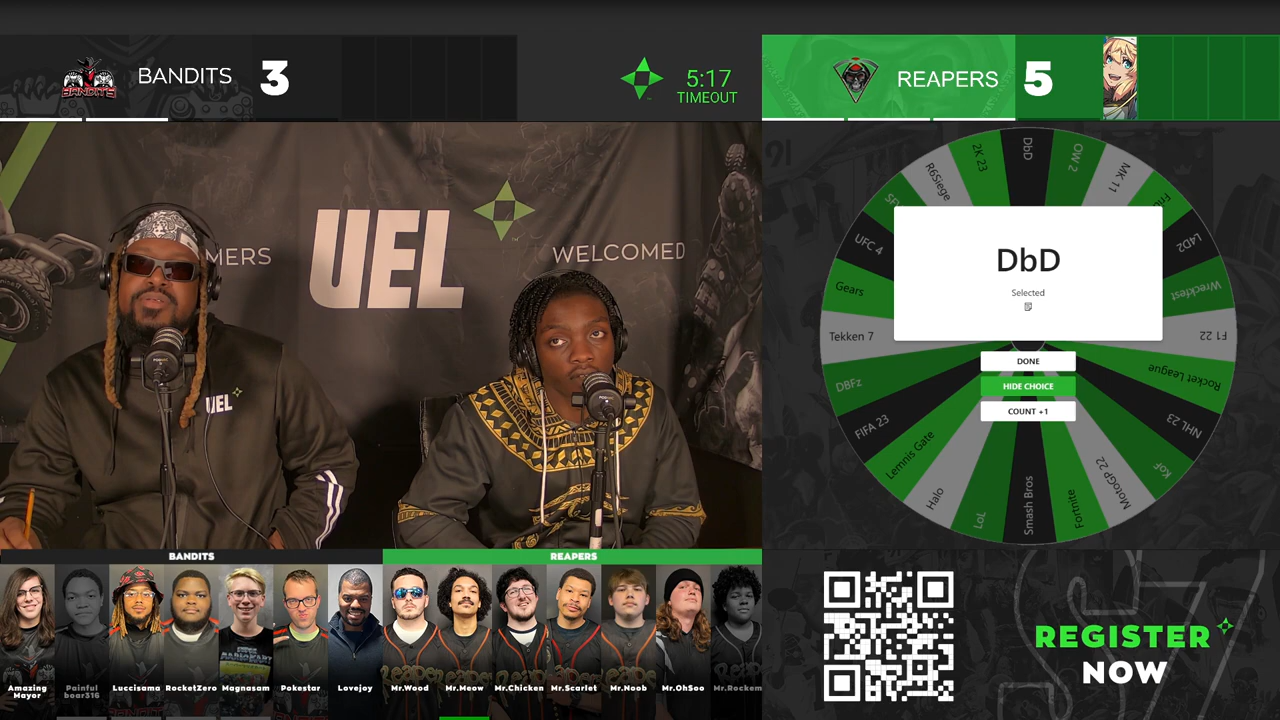 BANDITS
3
5:17
TIMEOUT
REAPERS
5
BANDITS
MERS
UEL
WELCOMED
UEL
2K 23
DbD
OW 2
MK 11
R6Siege
L4D2
UFC 4
Wreckfest
Gears
F1 22
Tekken 7
Rocket League
DBFz
NHL 23
FIFA 23
KoF
Lemnis Gate
MotoGP 22
Halo
Fortnite
LoL
Smash Bros
DbD
Selected
DONE
HIDE CHOICE
COUNT +1
BANDITS
REAPERS
Amazing
Mayor
Painful
boar316
Luccisama
RocketZero
Magnasam
Pokestar
Lovejoy
Mr.Wood
Mr.Meow
Mr.Chicken
Mr.Scarlet
Mr.Noob
Mr.OhSoo
Mr.Rockem
REGISTER
NOW